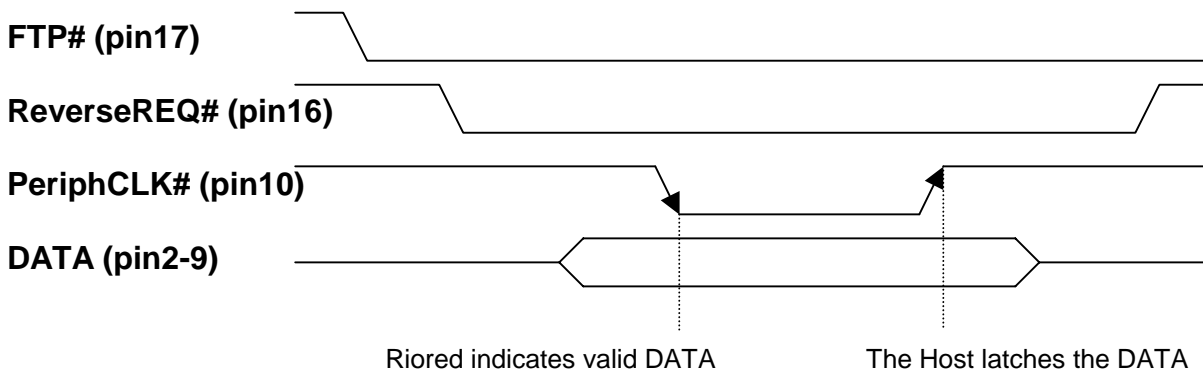 FTP# (pin17)
ReverseREQ# (pin16)
PeriphCLK# (pin10)
DATA (pin2-9)
Riored indicates valid DATA
The Host latches the DATA